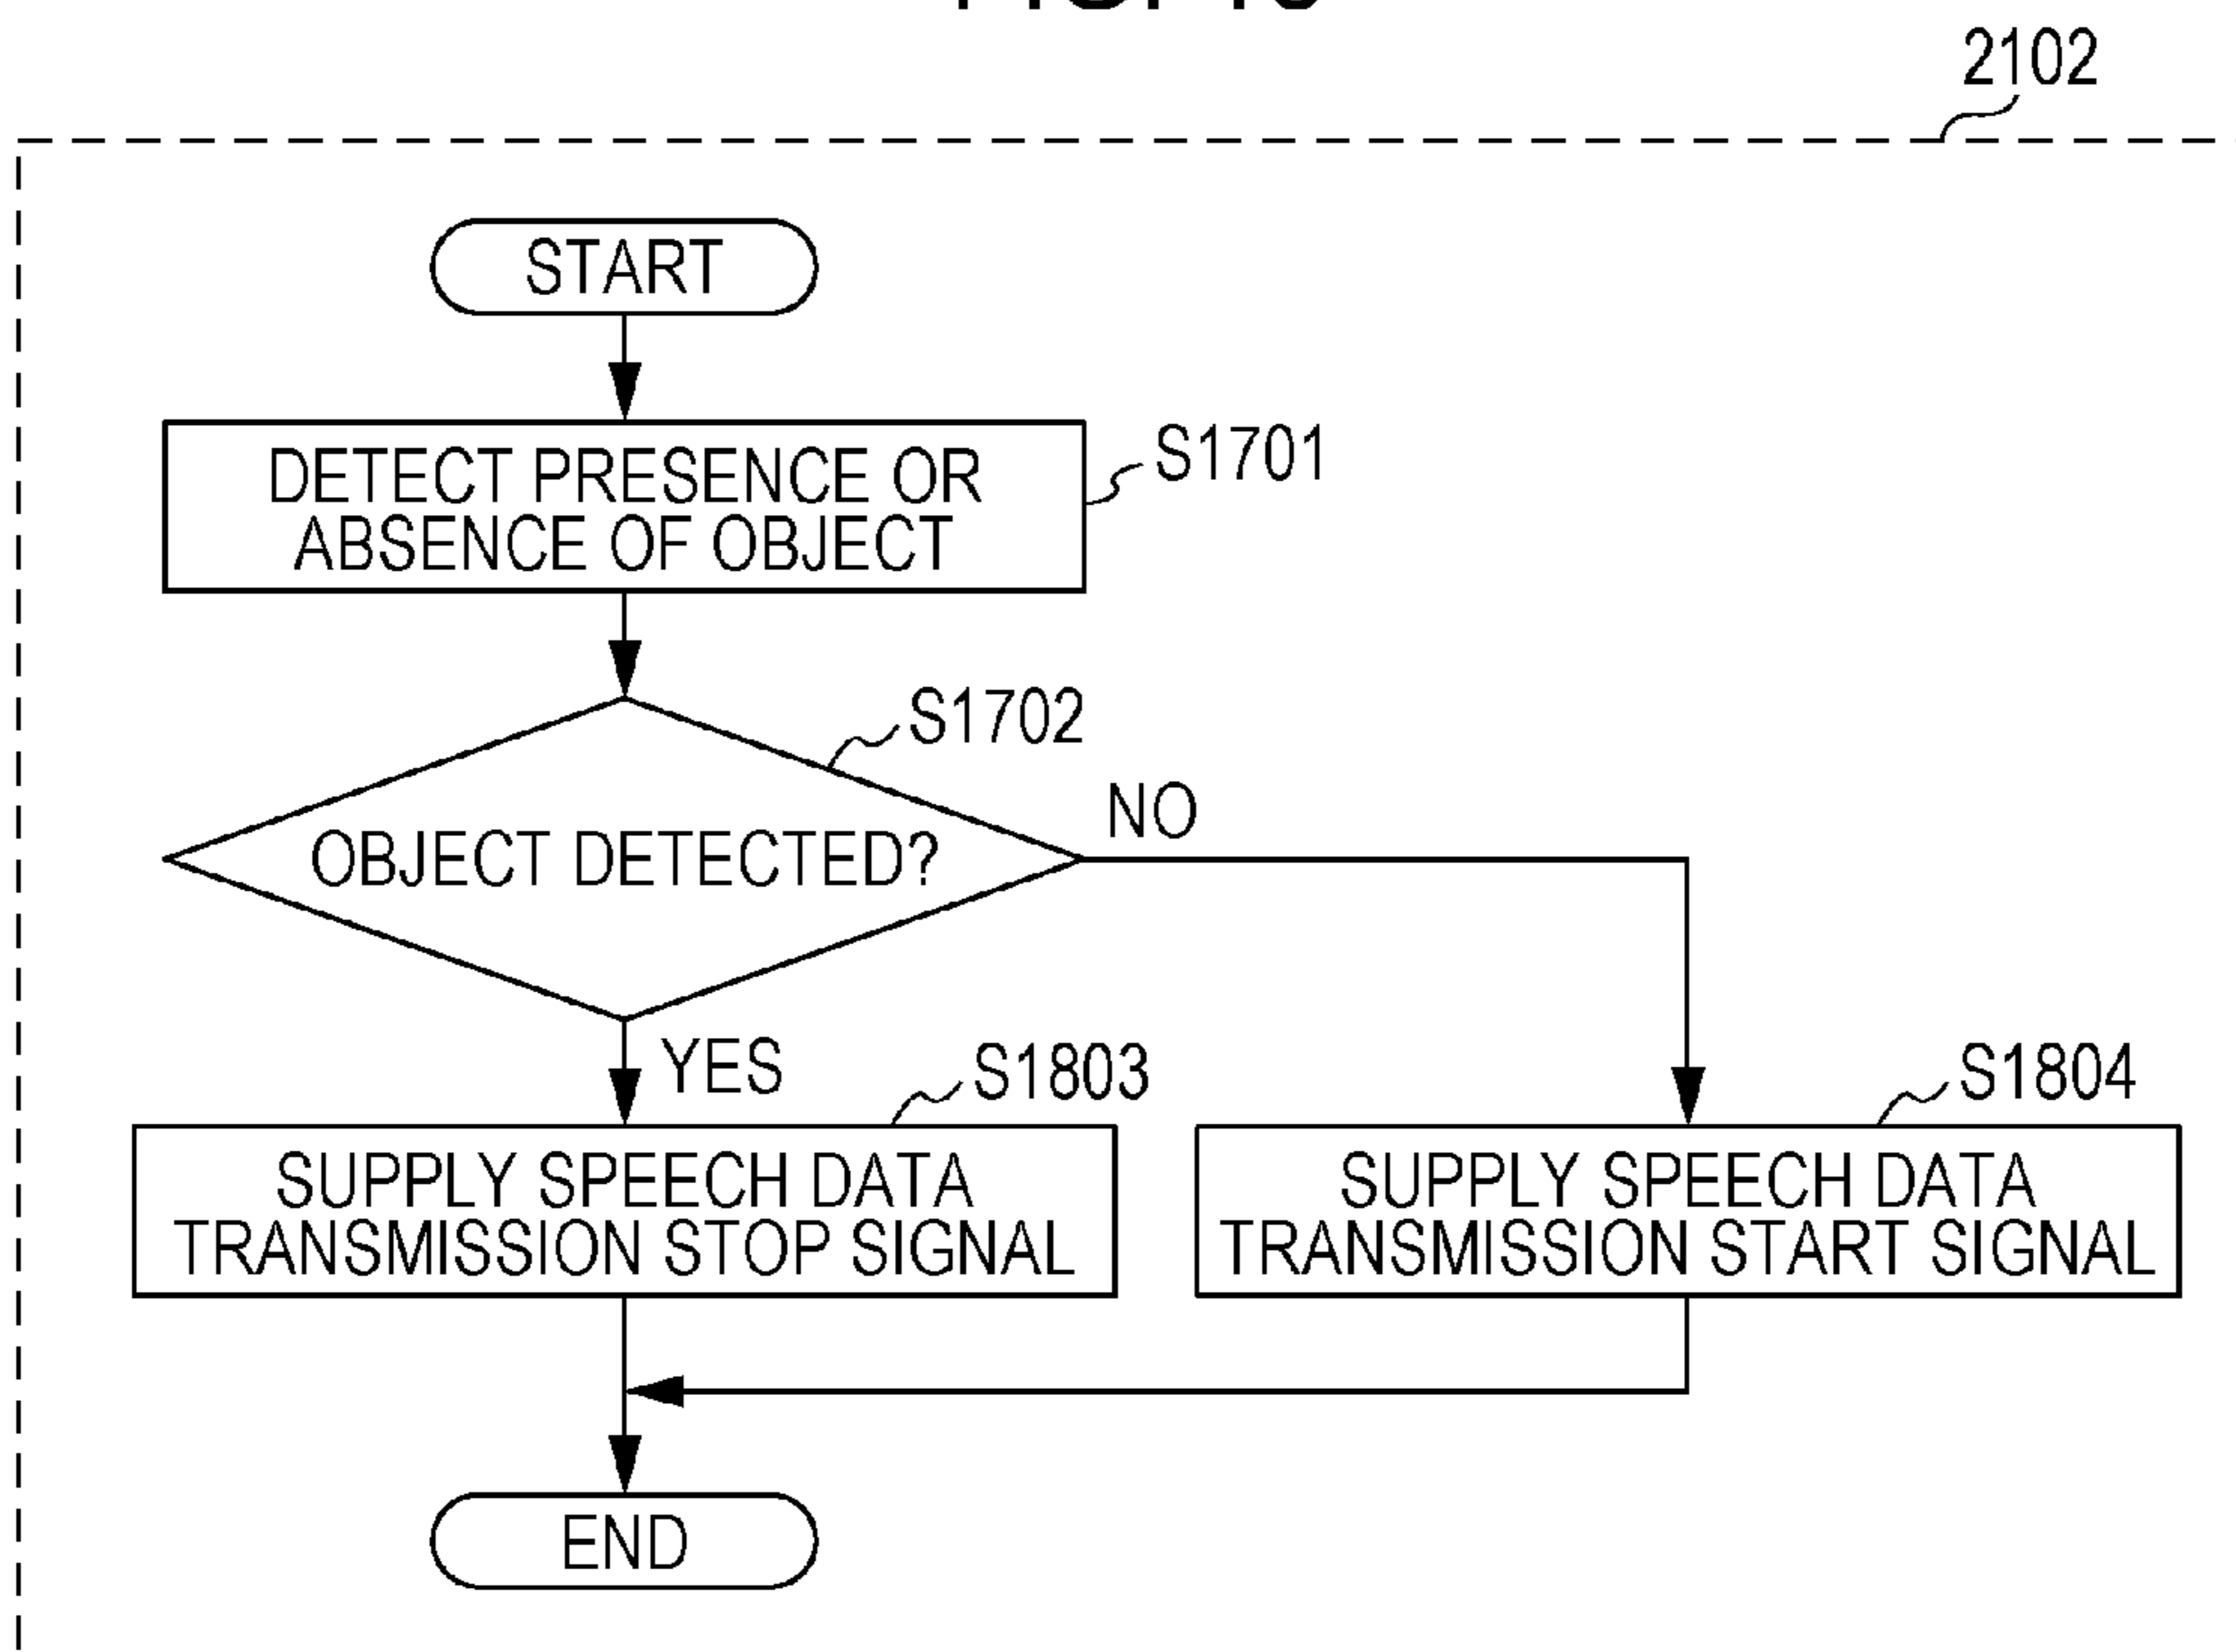 2102
START
DETECT PRESENCE OR
ABSENCE OF OBJECT
S1701
S1702
OBJECT DETECTED?
NO
YES
S1803
SUPPLY SPEECH DATA
TRANSMISSION STOP SIGNAL
S1804
SUPPLY SPEECH DATA
TRANSMISSION START SIGNAL
END